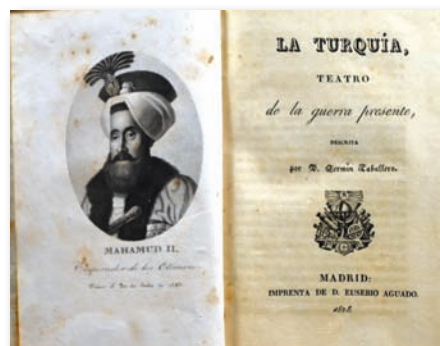 MAHAMUD II.
Emperador de los Otomanos
LA TURQUÍA,
TEATRO
de la guerra presente,
DESCRITA
por D. Fermín Caballero.
MADRID:
IMPRENTA DE D. EUSEBIO AGUADO.